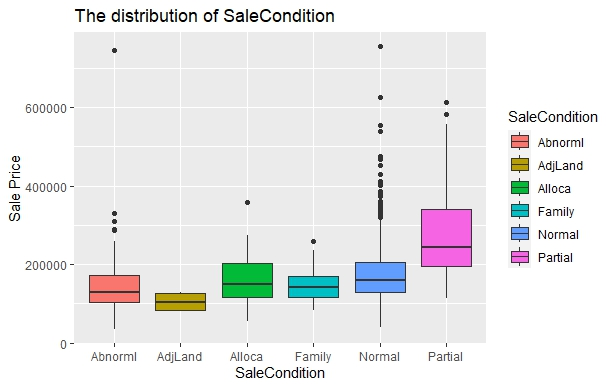 The distribution of SaleCondition
Sale Price
600000
400000
200000
0
Abnorml AdjLand Alloca Family Normal Partial
SaleCondition
SaleCondition
Abnorml
AdjLand
Alloca
Family
Normal
Partial